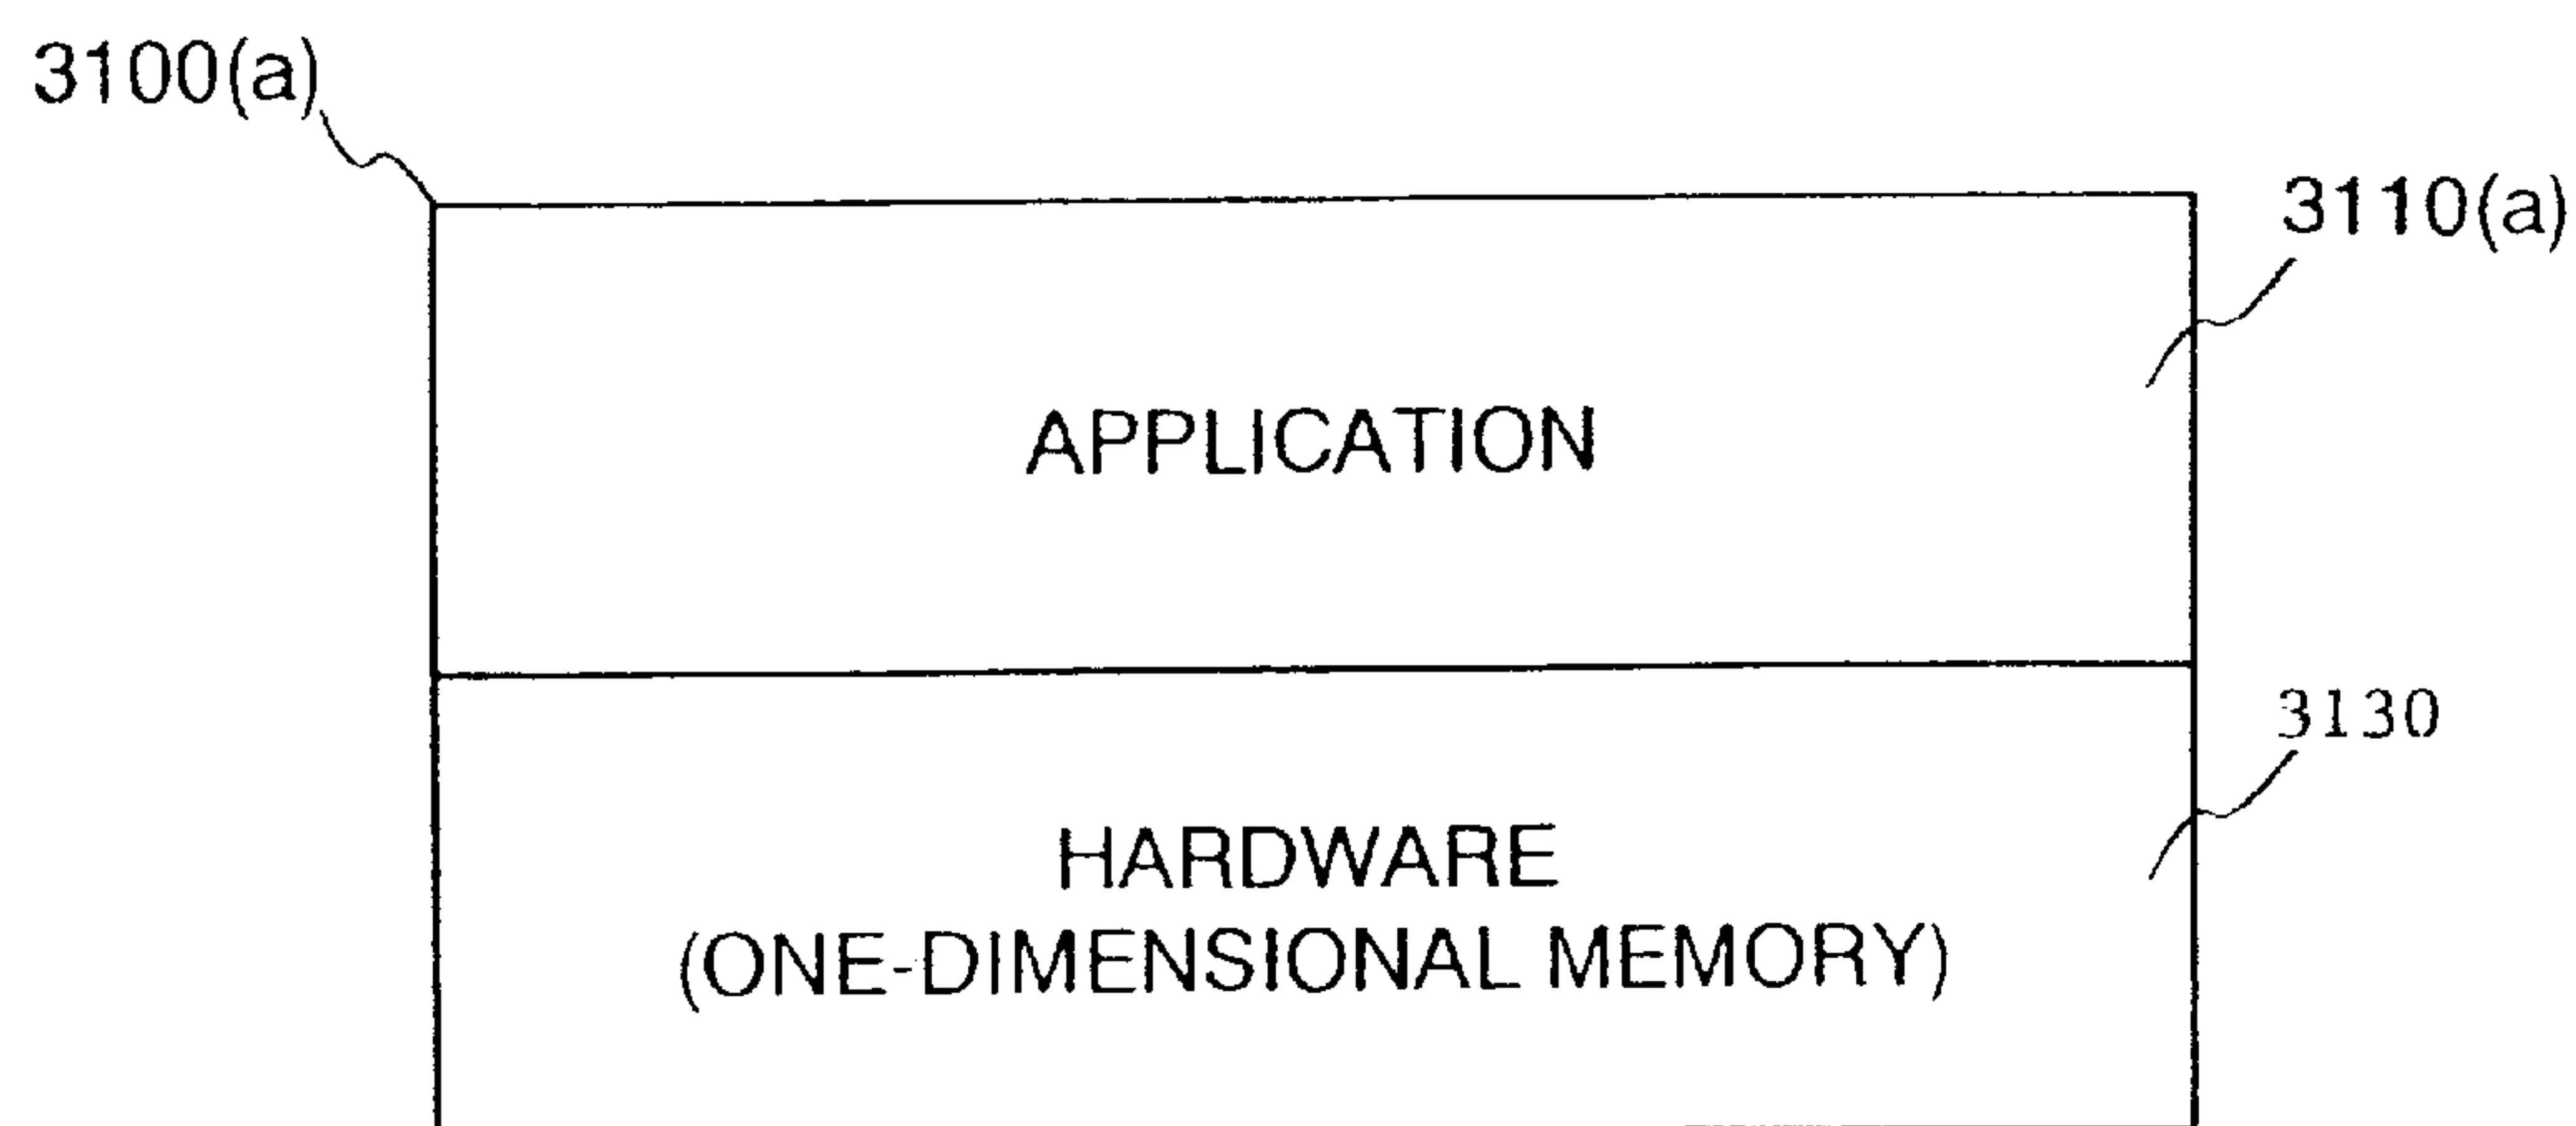 3100(a)
3110(a)
APPLICATION
3130
HARDWARE
(ONE-DIMENSIONAL MEMORY)